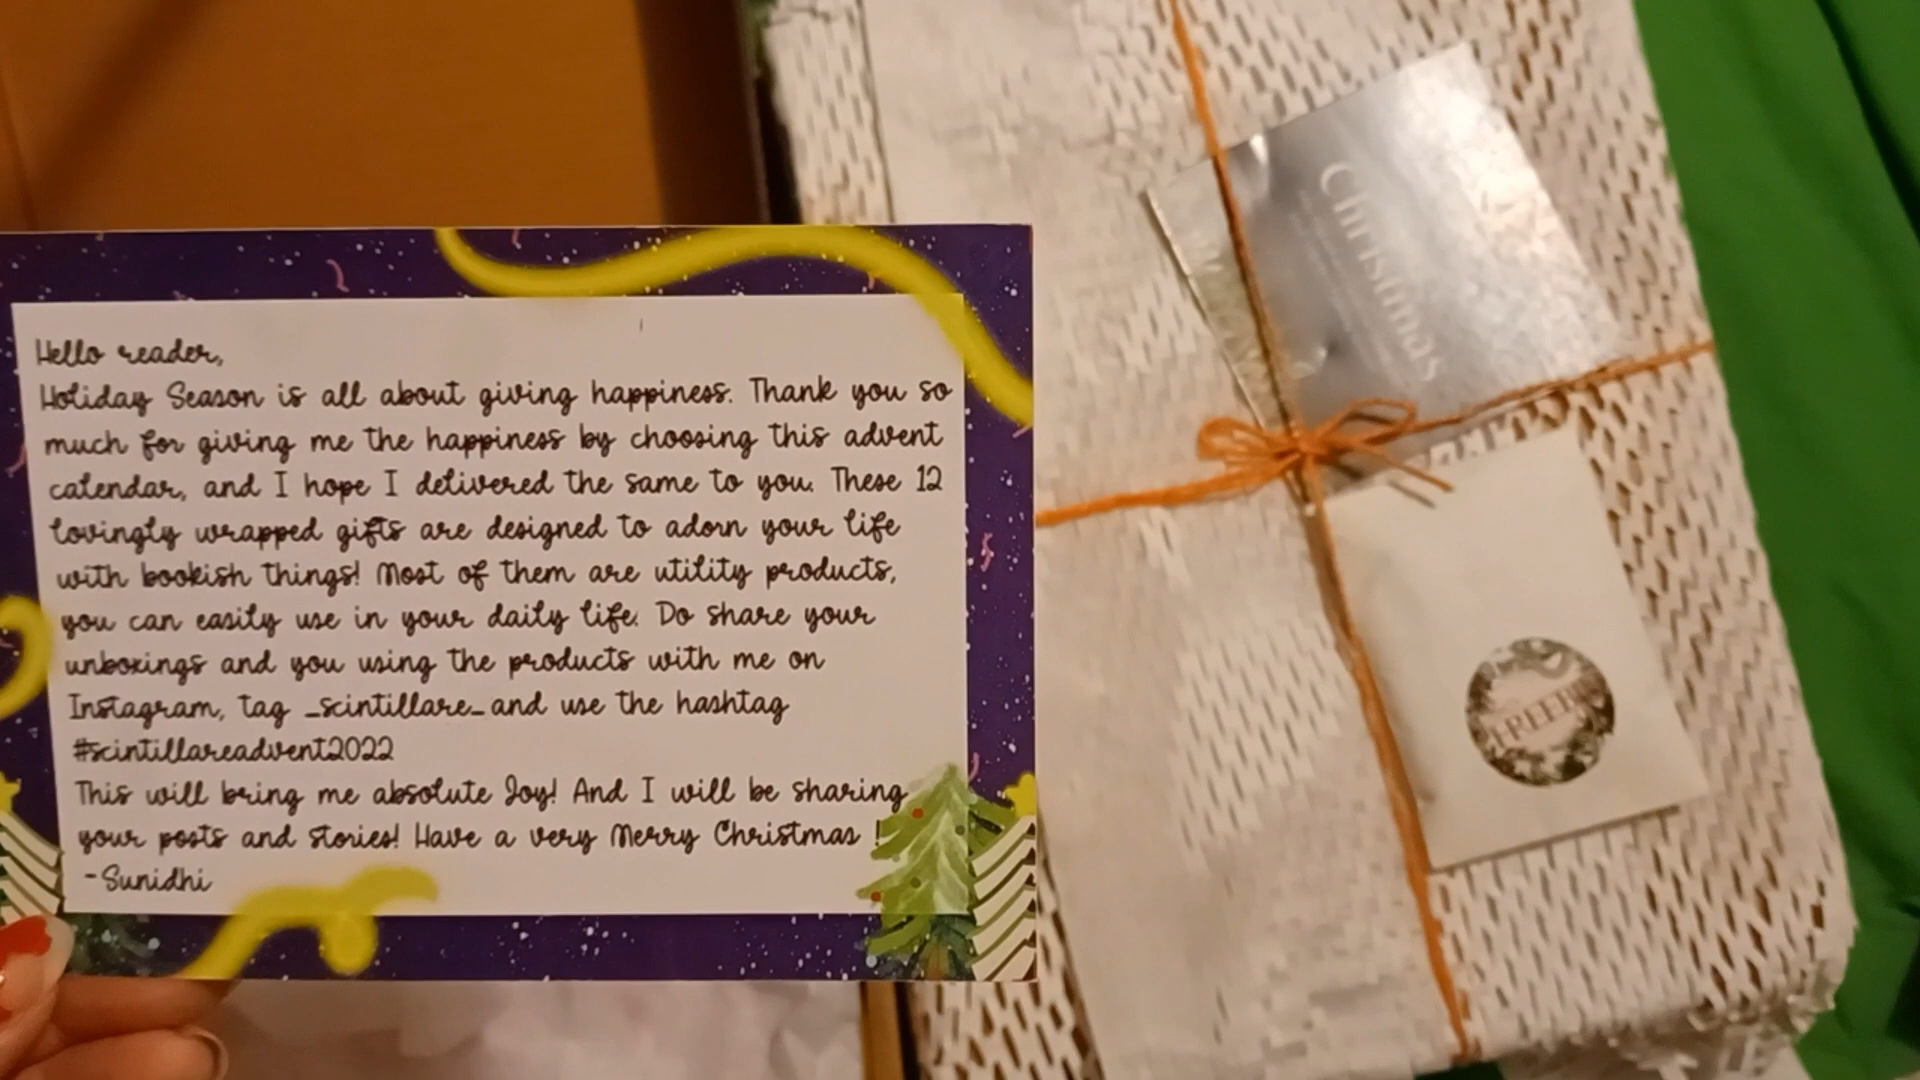 Hello reader,
Holiday Season is all about giving happiness. Thank you so
much for giving me the happiness by choosing this advent
calendar, and I hope I delivered the same to you. These 12
lovingly wrapped gifts are designed to adorn your life
with bookish things! Most of them are utility products,
you can easily use in your daily life. Do share your
unboxings and you using the products with me on
Instagram, tag _scintillare_ and use the hashtag
#scintillareadvent2022
This will bring me absolute Joy! And I will be sharing
your posts and stories! Have a very Merry Christmas !
-Sunidhi
Christmas